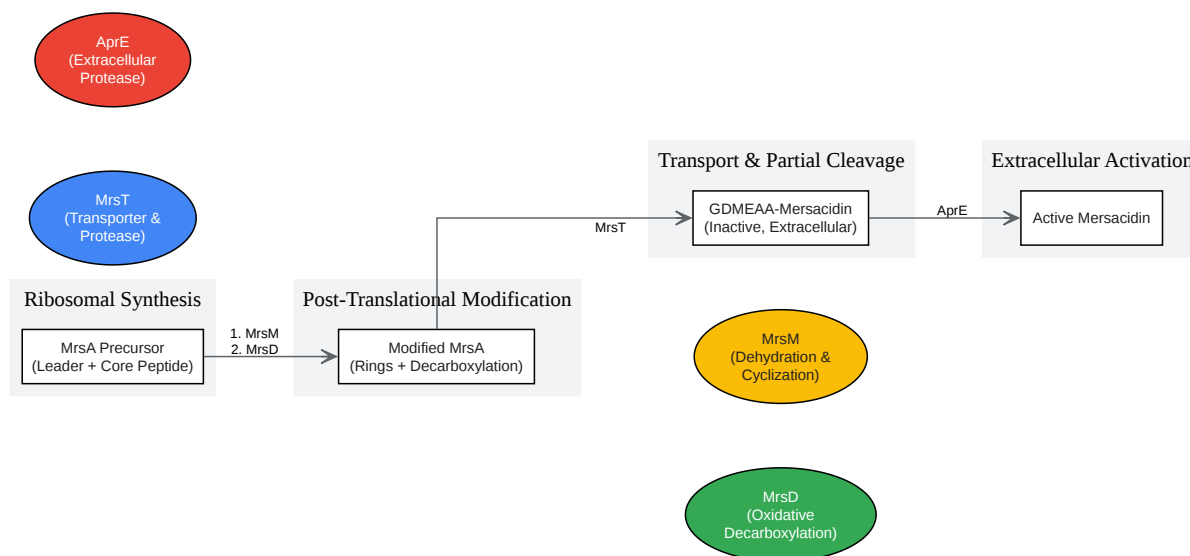 AprE
(Extracellular
Protease)
MrsT
(Transporter &
Protease)
Ribosomal Synthesis
MrsA Precursor
(Leader + Core Peptide)
1. MrsM
2. MrsD
Post-Translational Modification
Modified MrsA
(Rings + Decarboxylation)
MrsT
Transport & Partial Cleavage
GDMEAA-Mersacidin
(Inactive, Extracellular)
AprE
Extracellular Activation
Active Mersacidin
MrsM
(Dehydration &
Cyclization)
MrsD
(Oxidative
Decarboxylation)